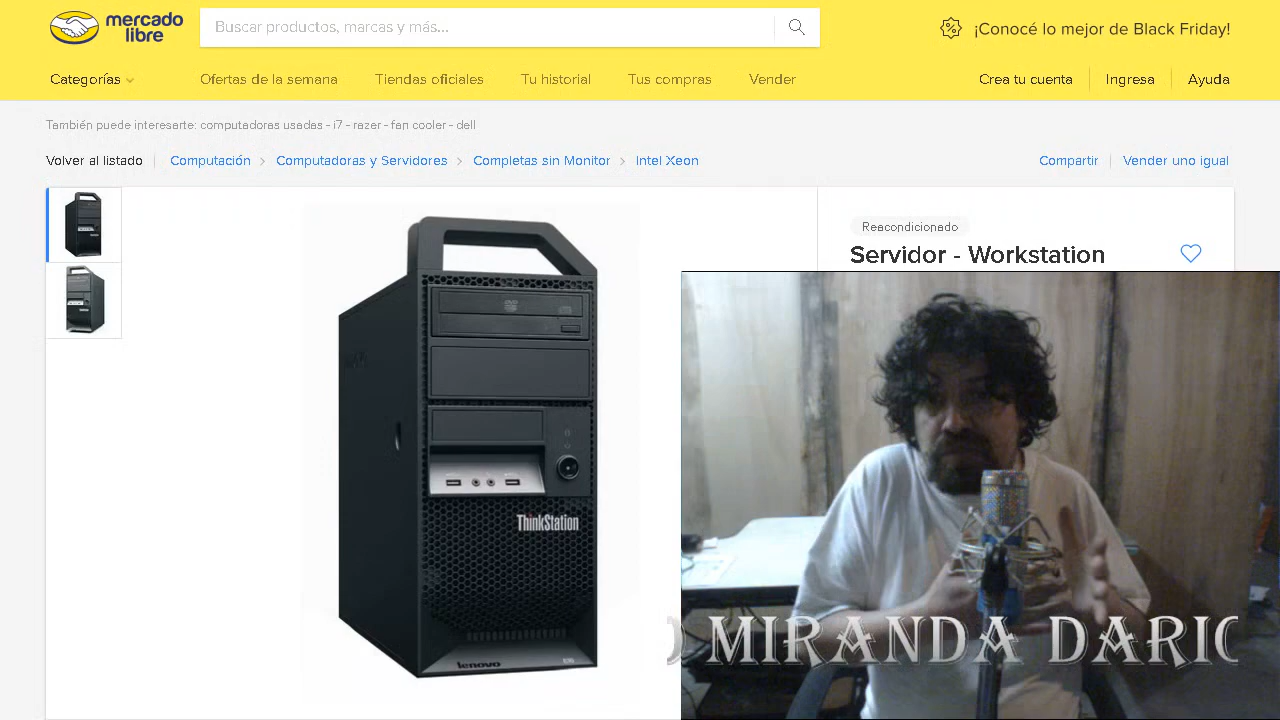 mercado
libre
Buscar productos, marcas y más...
¡Conocé lo mejor de Black Friday!
Categorías
Ofertas de la semana
Tiendas oficiales
Tu historial
Tus compras
Vender
Crea tu cuenta
Ingresa
Ayuda
También puede interesarte: computadoras usadas - i7 - razer - fan cooler - dell
Volver al listado
Computación
Computadoras y Servidores
Completas sin Monitor
Intel Xeon
Compartir
Vender uno igual
Reacondicionado
Servidor - Workstation
ThinkStation
lenovo
MIRANDA DARIO